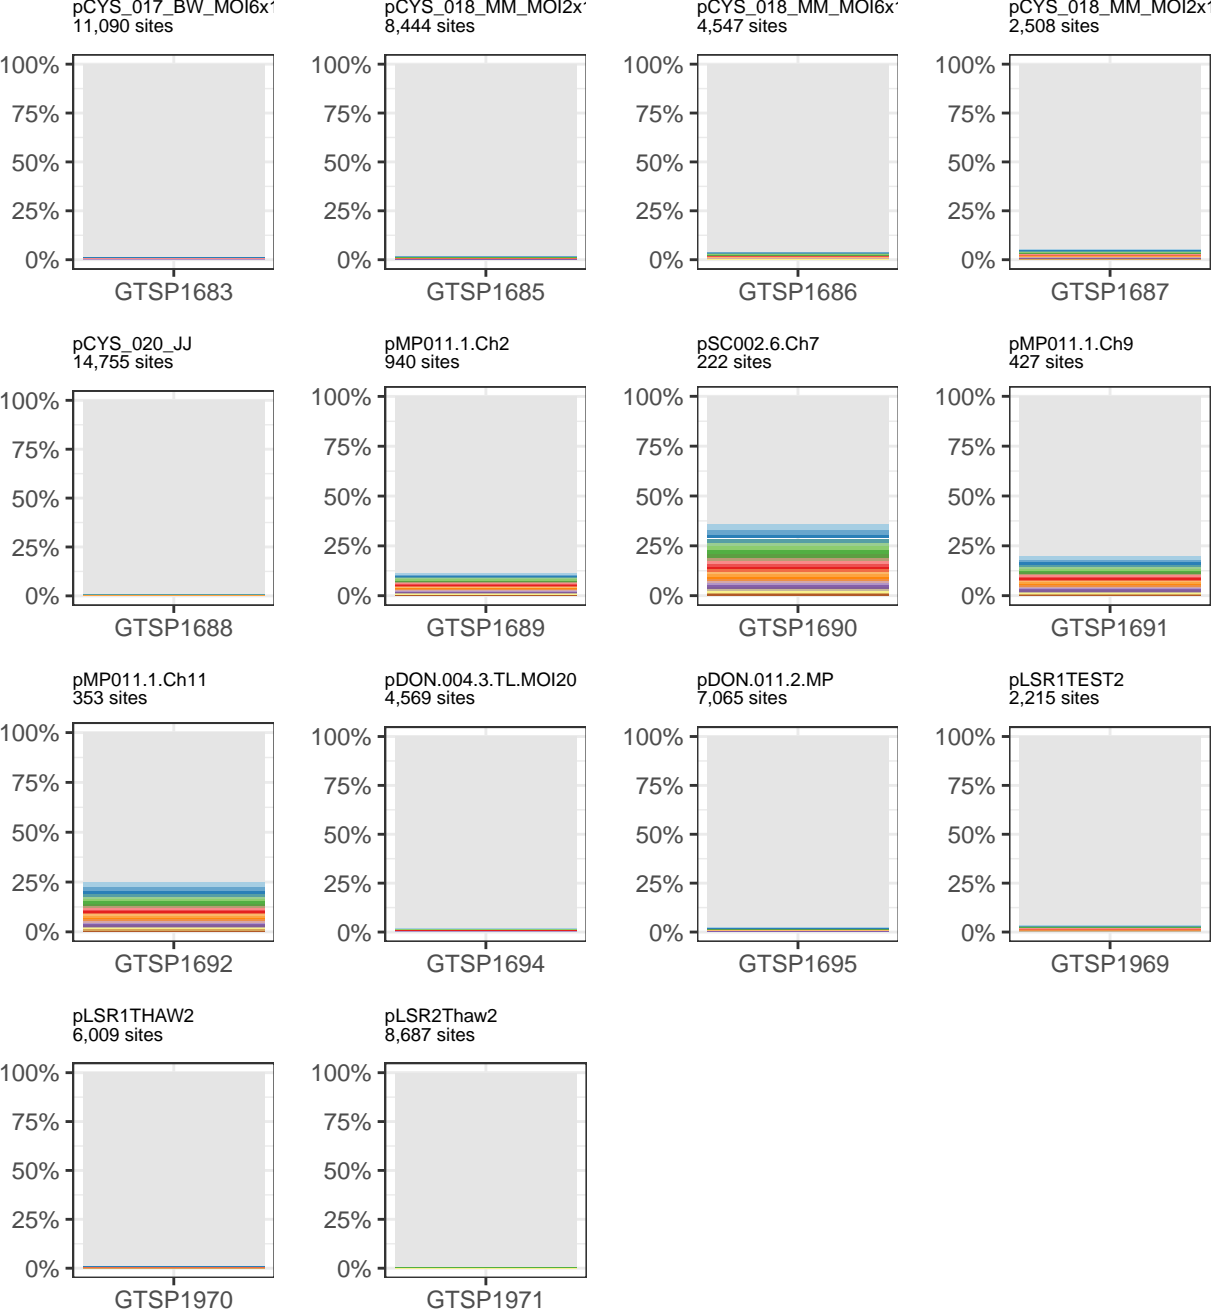 pCYS_017_BW_MOI6x1
11,090 sites
100%
75%
50%
25%
0%
GTSP1683
pCYS_018_MM_MOI2x1
8,444 sites
100%
75%
50%
25%
0%
GTSP1685
pCYS_018_MM_MOI6x1
4,547 sites
100%
75%
50%
25%
0%
GTSP1686
pCYS_018_MM_MOI2x1
2,508 sites
100%
75%
50%
25%
0%
GTSP1687
pCYS_020_JJ
14,755 sites
100%
75%
50%
25%
0%
GTSP1688
pMP011.1.Ch2
940 sites
100%
75%
50%
25%
0%
GTSP1689
pSC002.6.Ch7
222 sites
100%
75%
50%
25%
0%
GTSP1690
pMP011.1.Ch9
427 sites
100%
75%
50%
25%
0%
GTSP1691
pMP011.1.Ch11
353 sites
100%
75%
50%
25%
0%
GTSP1692
pDON.004.3.TL.MOI20
4,569 sites
100%
75%
50%
25%
0%
GTSP1694
pDON.011.2.MP
7,065 sites
100%
75%
50%
25%
0%
GTSP1695
pLSR1TEST2
2,215 sites
100%
75%
50%
25%
0%
GTSP1969
pLSR1THAW2
6,009 sites
100%
75%
50%
25%
0%
GTSP1970
pLSR2Thaw2
8,687 sites
100%
75%
50%
25%
0%
GTSP1971